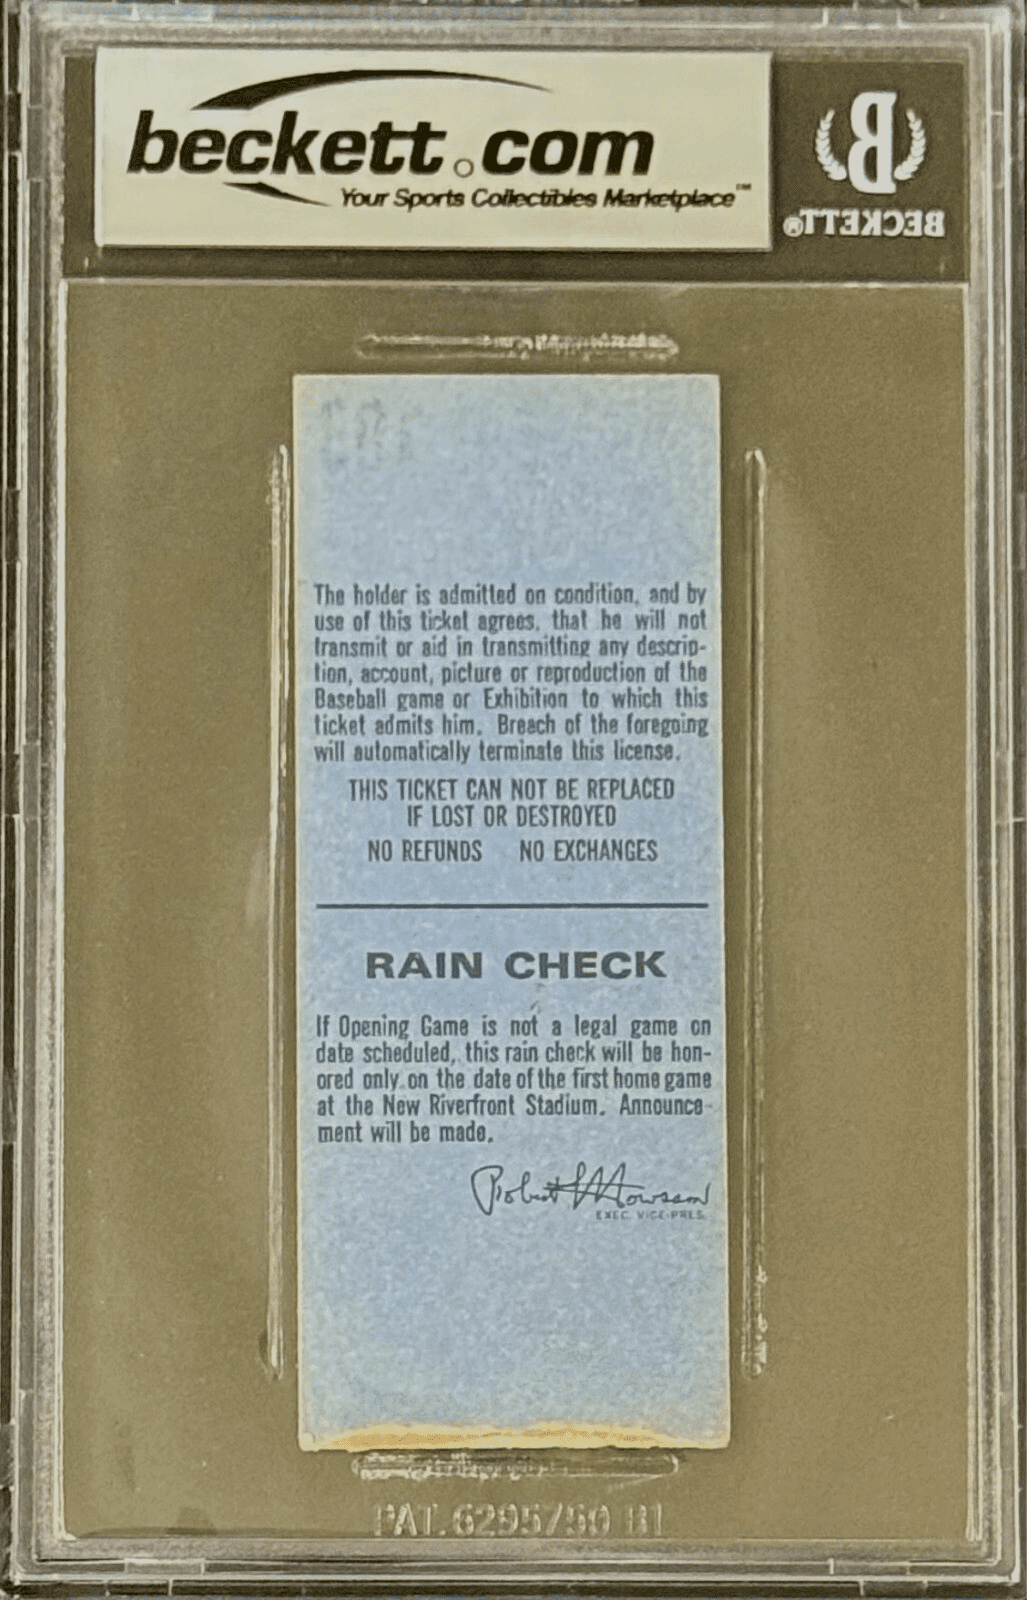 beckett.com
Your Sports Collectibles Marketplace™
B
BECKETT®
The holder is admitted on condition, and by
use of this ticket agrees, that he will not
transmit or aid in transmitting any descrip-
tion, account, picture or reproduction of the
Baseball game or Exhibition to which this
ticket admits him. Breach of the foregoing
will automatically terminate this license.
THIS TICKET CAN NOT BE REPLACED
IF LOST OR DESTROYED
NO REFUNDS NO EXCHANGES
RAIN CHECK
If Opening Game is not a legal game on
date scheduled, this rain check will be hon-
ored only on the date of the first home game
at the New Riverfront Stadium. Announce-
ment will be made.
Robert L Howsam
EXEC. VICE-PRES.
PAT. 6295750 B1